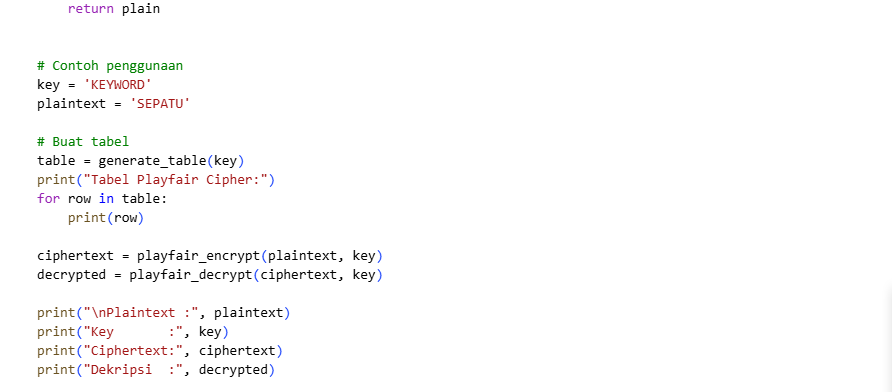 return plain
# Contoh penggunaan
key = 'KEYWORD'
plaintext = 'SEPATU'
# Buat tabel
table = generate_table(key)
print("Tabel Playfair Cipher:")
for row in table:
    print(row)
ciphertext = playfair_encrypt(plaintext, key)
decrypted = playfair_decrypt(ciphertext, key)
print("\nPlaintext :", plaintext)
print("Key       :", key)
print("Ciphertext:", ciphertext)
print("Dekripsi  :", decrypted)